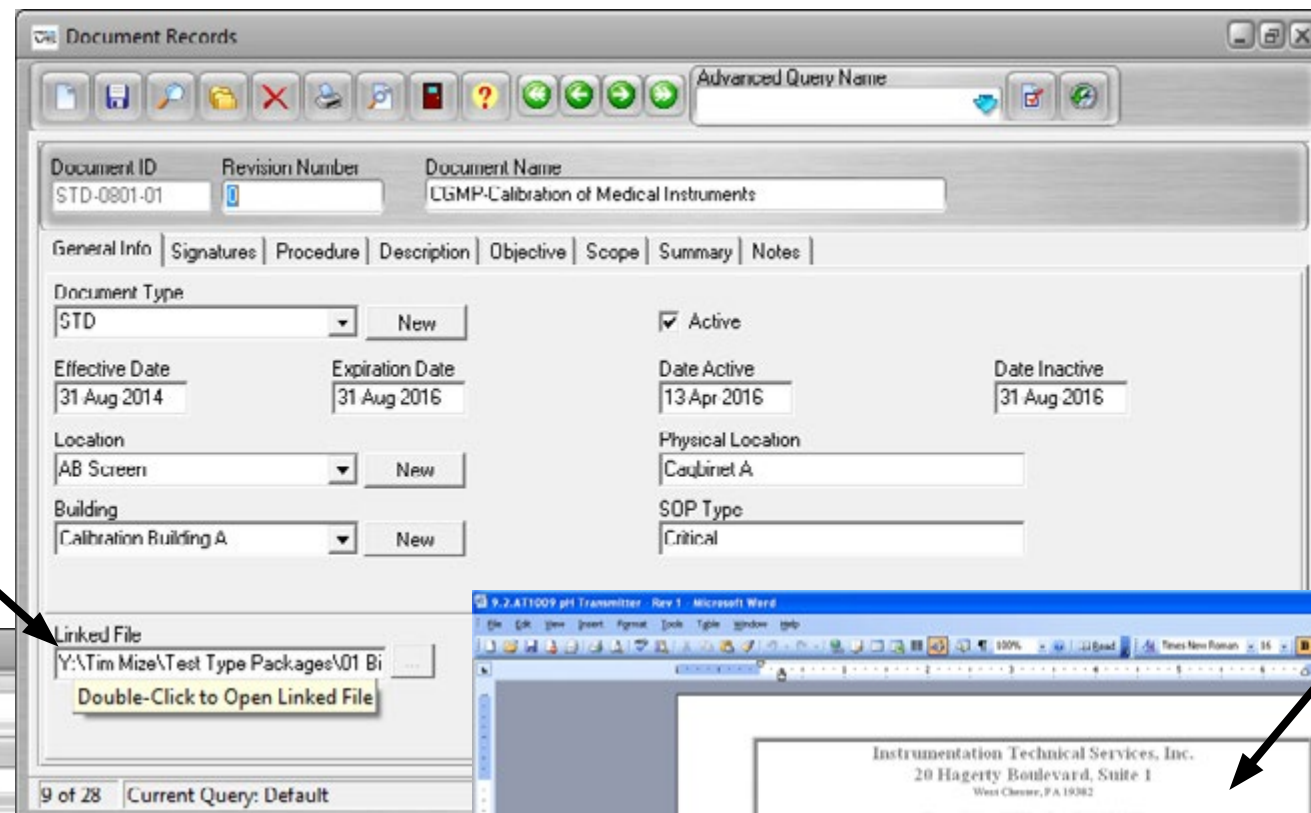 Document Records
Advanced Query Name
Document ID Revision Number Document Name
STD-0801-01 0 CGMP-Calibration of Medical Instruments
General Info Signatures Procedure Description Objective Scope Summary Notes
Document Type
STD New Active
Effective Date Expiration Date Date Active Date Inactive
31 Aug 2014 31 Aug 2016 13 Apr 2016 31 Aug 2016
Location Physical Location
AB Screen New Caqbinet A
Building SOP Type
Calibration Building A New Critical
Linked File
Y:\Tim Mize\Test Type Packages\01 Bi ...
Double-Click to Open Linked File
9 of 28 Current Query: Default
9.2.AT1009 pH Transmitter - Rev 1 - Microsoft Word
File Edit View Insert Format Tools Table Window Help
100% Read Times New Roman 16 B
Instrumentation Technical Services, Inc.
20 Hagerty Boulevard, Suite 1
West Chester, PA 19382